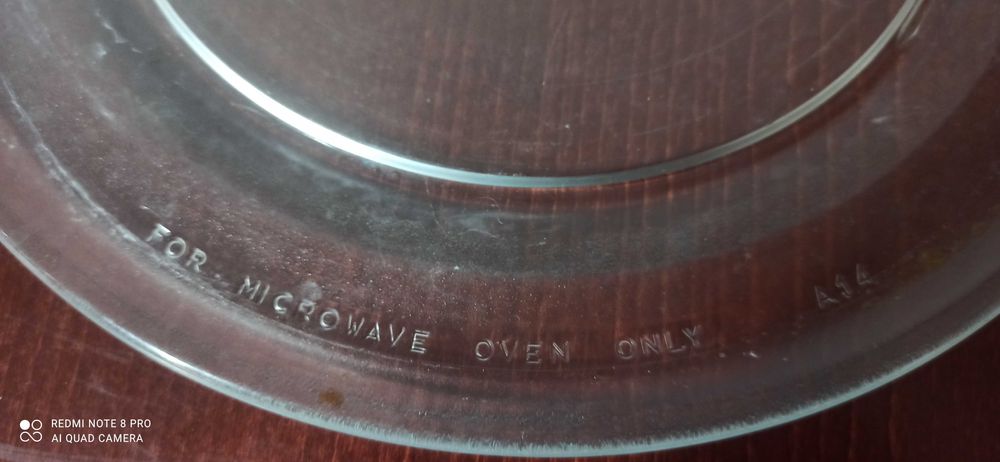 FOR MICROWAVE OVEN ONLY A14
REDMI NOTE 8 PRO
AI QUAD CAMERA